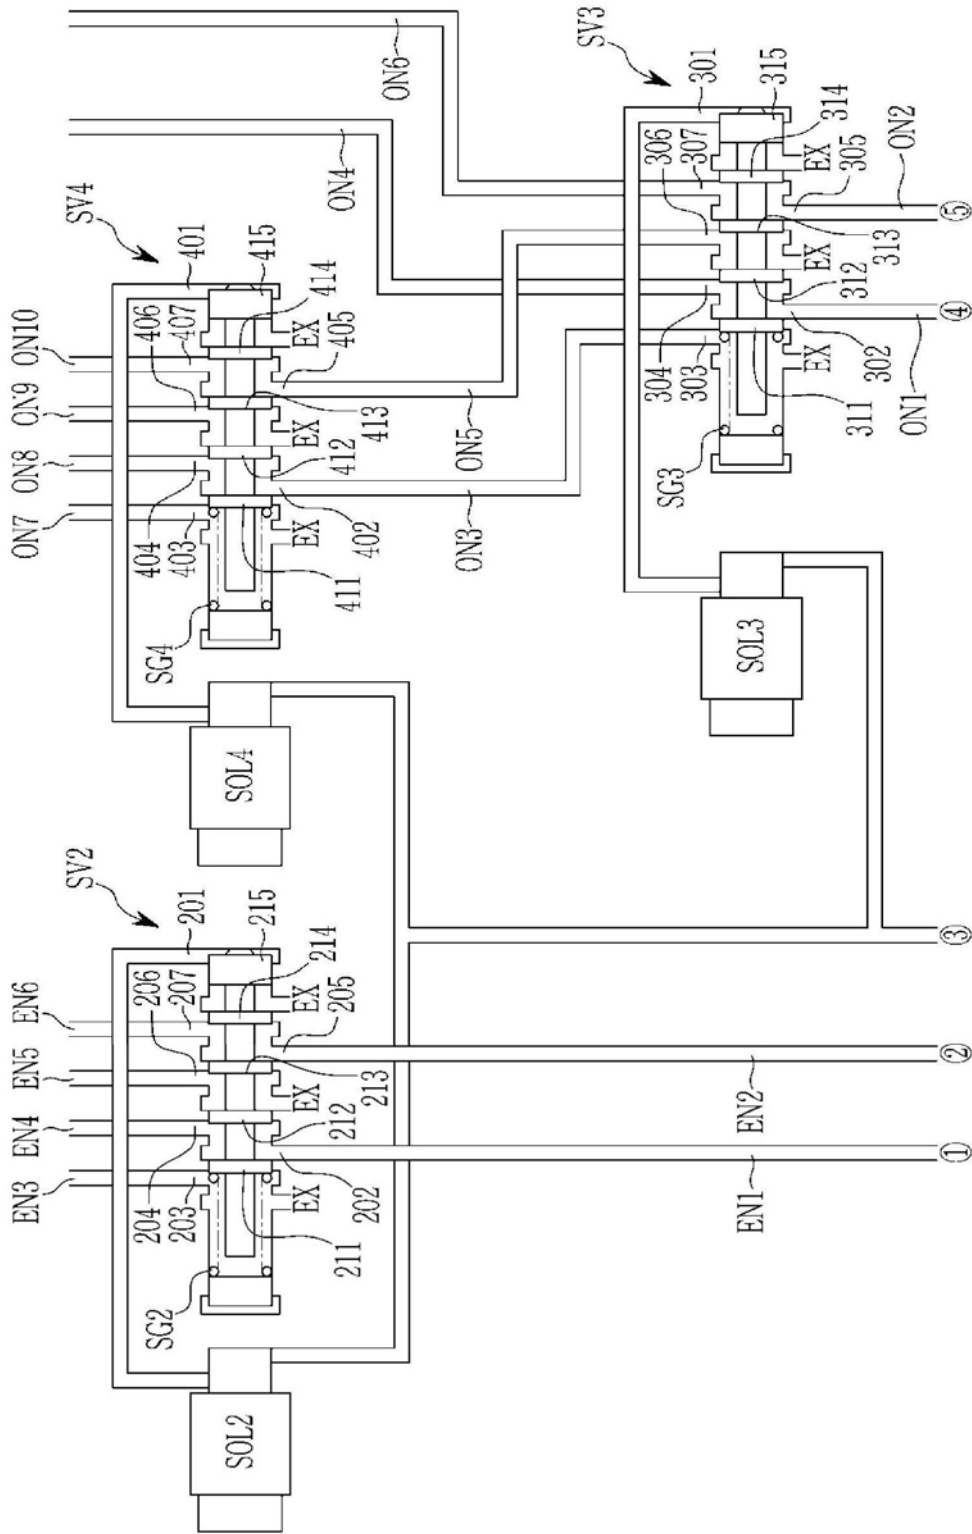 EN3
EN4
EN5
EN6
ON7
ON8
ON9
ON10
SV2
SV4
SG2
204
206
SG4
404
406
203
207
201
403
407
401
SOL2
215
SOL4
415
EX
EX
EX
EX
EX
EX
211
212
214
411
412
414
ON4
202
205
402
405
213
413
ON6
ON3
ON5
SV3
304
306
SG3
303
307
301
EN1
EN2
SOL3
315
EX
EX
EX
314
311
312
302
305
313
ON1
ON2
①
②
③
④
⑤